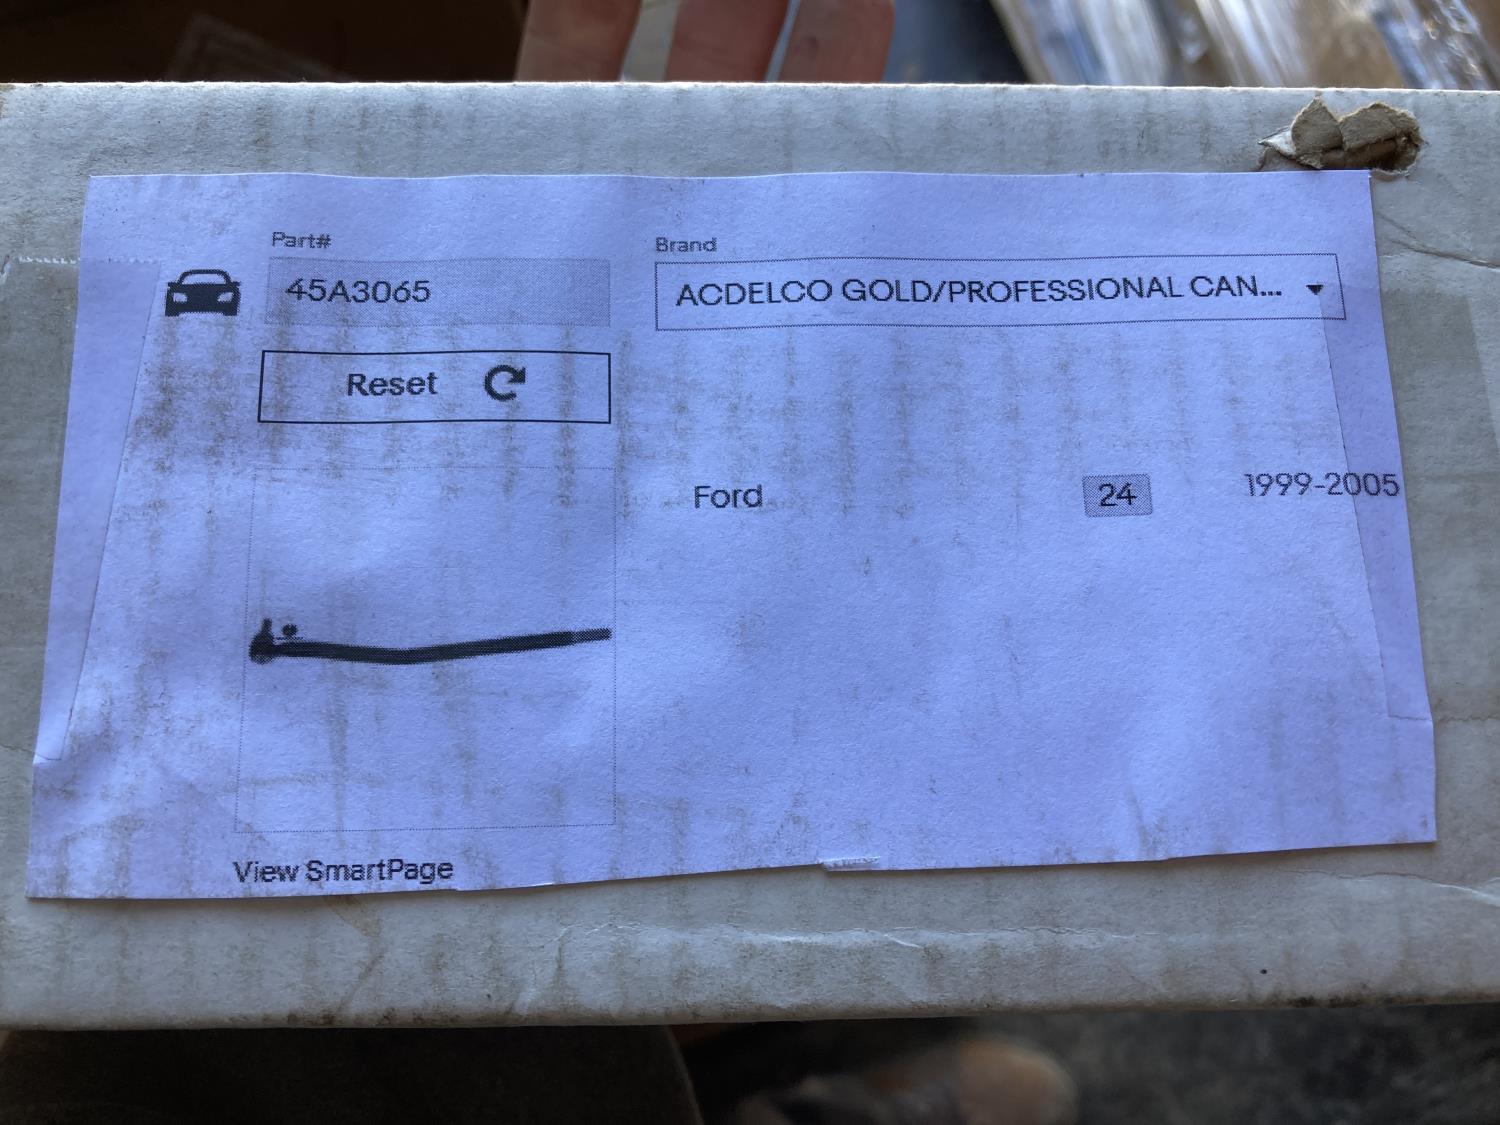 Part#
Brand
45A3065
ACDELCO GOLD/PROFESSIONAL CAN...
Reset
Ford
24
1999-2005
View SmartPage